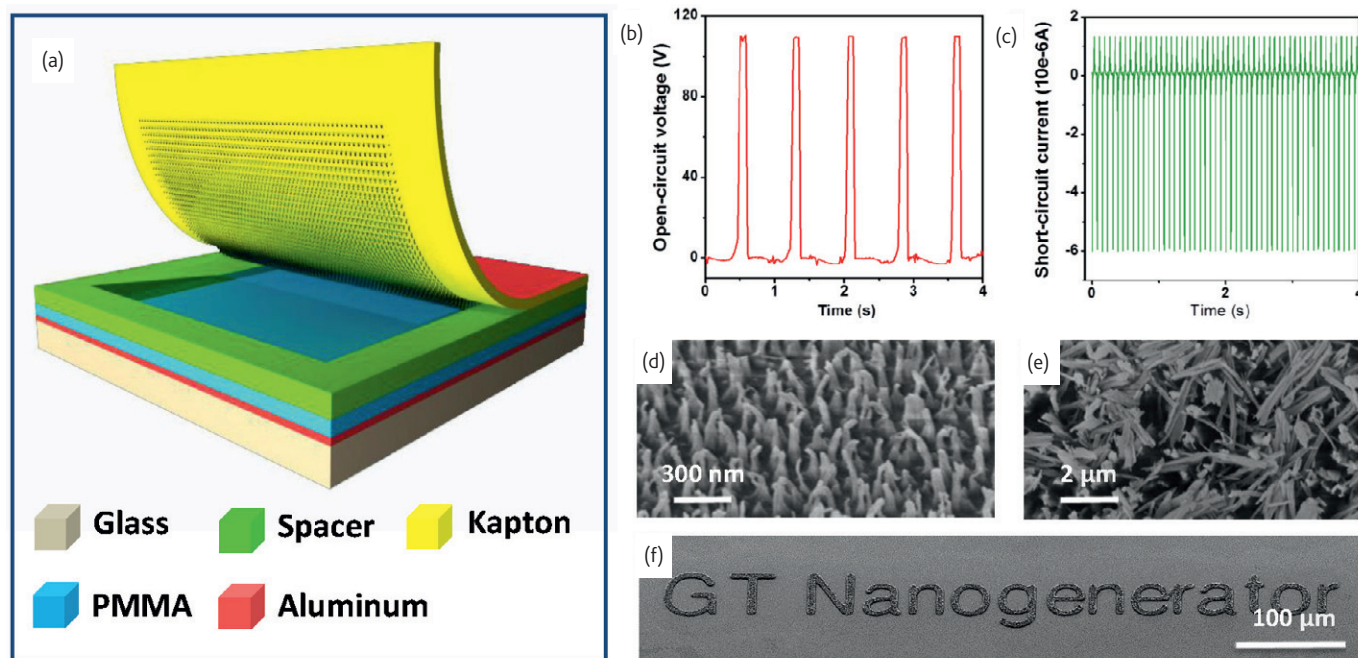 (a)
Glass
Spacer
Kapton
PMMA
Aluminum
(b)
Open-circuit voltage (V)
120
80
40
0
0 1 2 3 4
Time (s)
(c)
Short-circuit current (10e-6A)
2
0
-2
-4
-6
0 2 4
Time (s)
(d)
300 nm
(e)
2 μm
(f)
GT Nanogenerator
100 μm